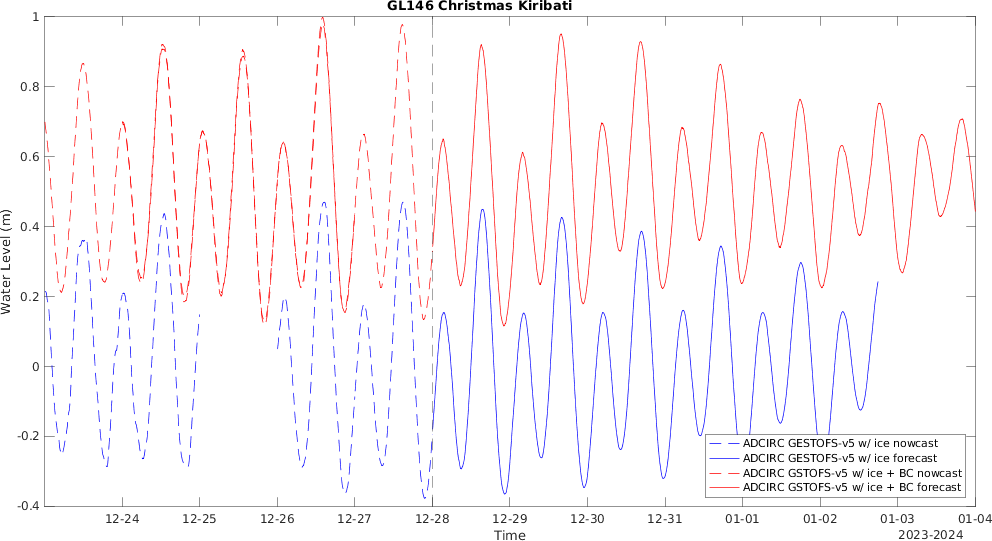 GL146 Christmas Kiribati
Water Level (m)
1
0.8
0.6
0.4
0.2
0
-0.2
-0.4
ADCIRC GESTOFS-v5 w/ ice nowcast
ADCIRC GESTOFS-v5 w/ ice forecast
ADCIRC GSTOFS-v5 w/ ice + BC nowcast
ADCIRC GSTOFS-v5 w/ ice + BC forecast
12-24 12-25 12-26 12-27 12-28 12-29 12-30 12-31 01-01 01-02 01-03 01-04
Time
2023-2024